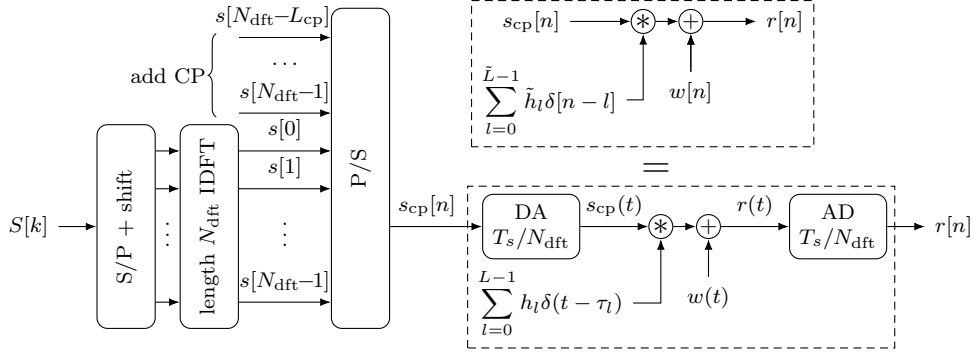 s[N_dft−L_cp]
...
add CP
s[N_dft−1]
s[0]
s[1]
S[k]
S/P + shift
⋮
length N_dft IDFT
⋮
s[N_dft−1]
P/S
s_cp[n]
s_cp[n]
*
+
r[n]
∑_{l=0}^{L̃−1} h̃_l δ[n − l]
w[n]
=
DA
T_s/N_dft
s_cp(t)
*
+
r(t)
AD
T_s/N_dft
r[n]
∑_{l=0}^{L−1} h_l δ(t − τ_l)
w(t)